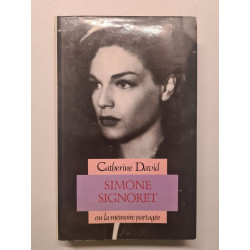 Catherine David
SIMONE
SIGNORET
ou la mémoire partagée